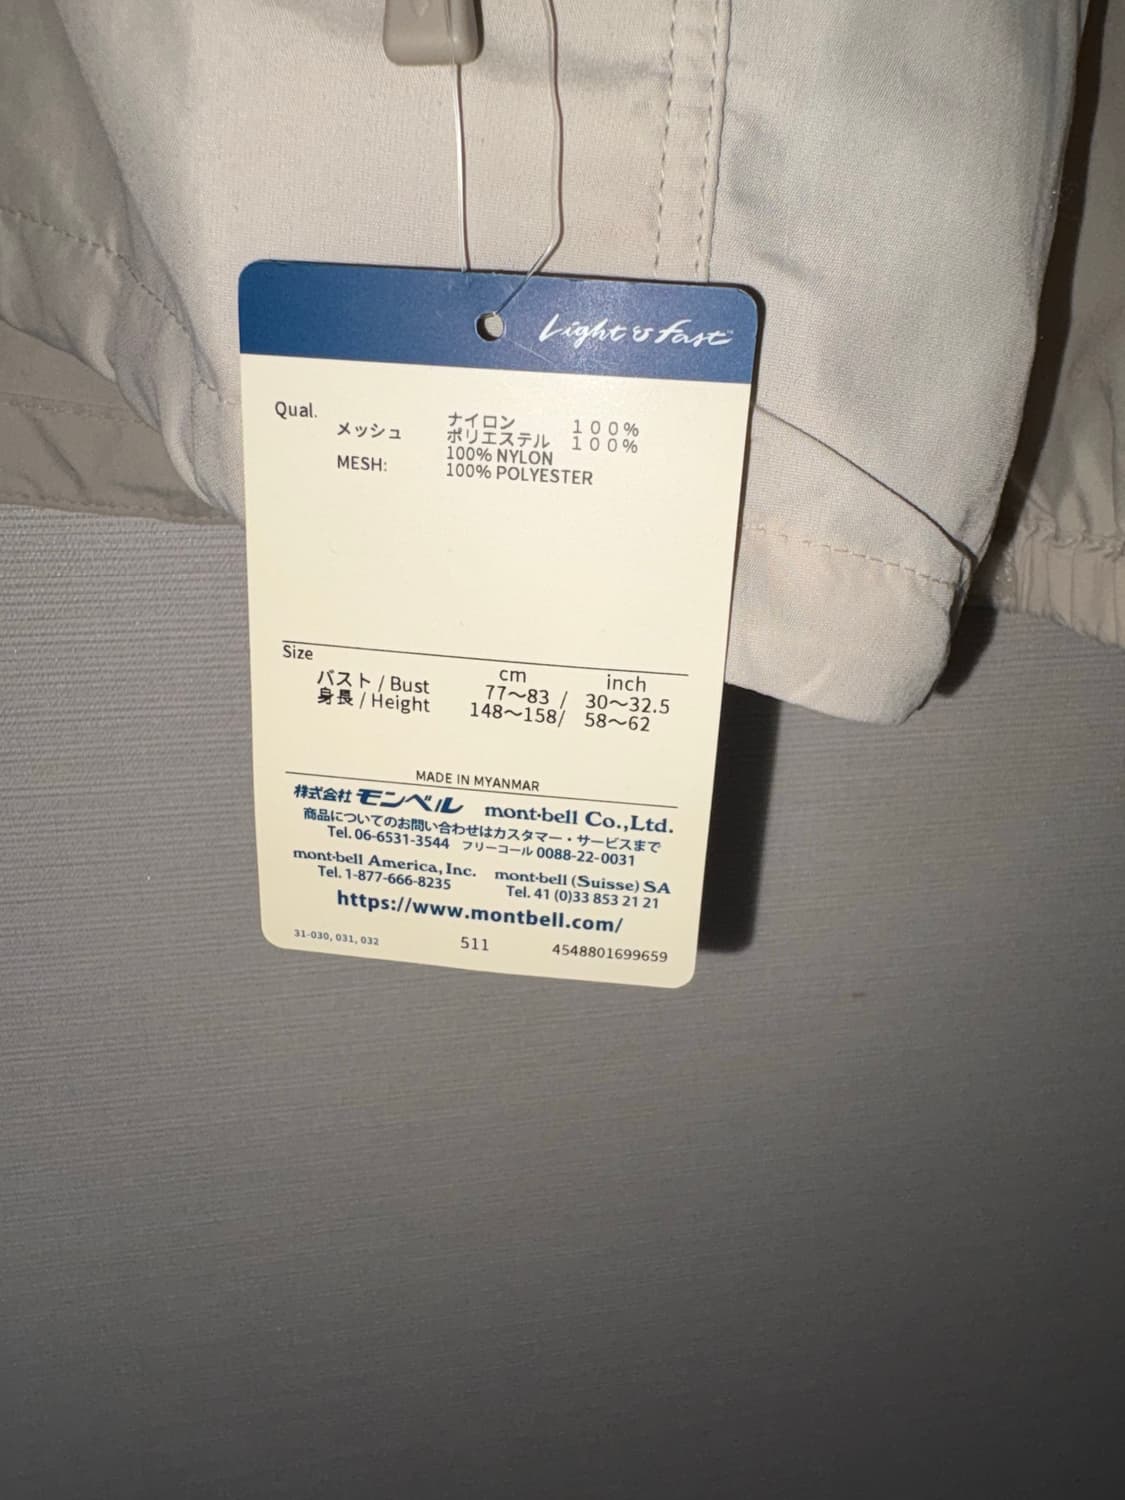 Light & Fast™
Qual.
ナイロン 100%
メッシュ ポリエステル 100%
100% NYLON
MESH: 100% POLYESTER
Size
cm inch
バスト / Bust 77～83 / 30～32.5
身長 / Height 148～158/ 58～62
MADE IN MYANMAR
株式会社 モンベル mont-bell Co.,Ltd.
商品についてのお問い合わせはカスタマー・サービスまで
Tel. 06-6531-3544 フリーコール 0088-22-0031
mont-bell America, Inc. mont-bell (Suisse) SA
Tel. 1-877-666-8235 Tel. 41 (0)33 853 21 21
https://www.montbell.com/
31-030, 031, 032 511 4548801699659